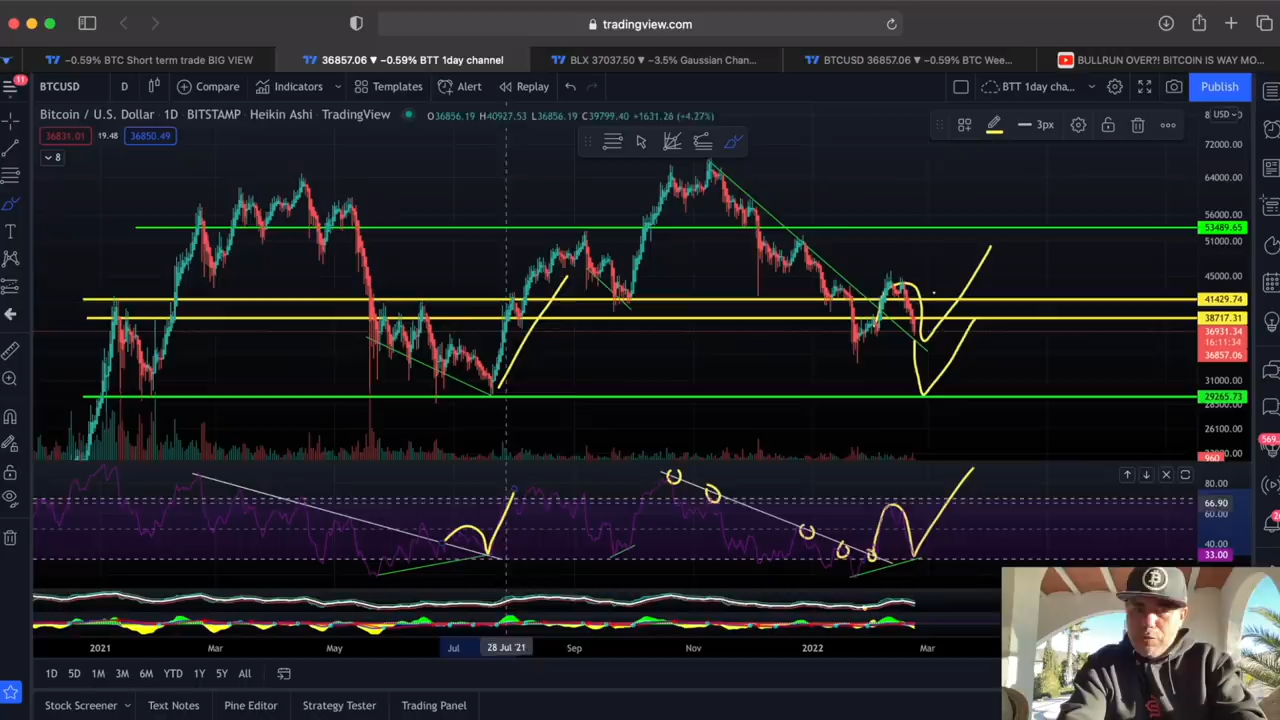 tradingview.com
−0.59% BTC Short term trade BIG VIEW
36857.06 ▼ −0.59% BTT 1day channel
BLX 37037.50 ▼ −3.5% Gaussian Chan...
BTCUSD 36857.06 ▼ −0.59% BTC Wee...
BULLRUN OVER?! BITCOIN IS WAY MO...
11
BTCUSD
D
Compare
Indicators
Templates
Alert
Replay
BTT 1day cha...
Publish
Bitcoin / U.S. Dollar · 1D · BITSTAMP · Heikin Ashi · TradingView
O36856.19 H40927.53 L36856.19 C39799.40 +1631.26 (+4.27%)
USD
3px
36831.01
19.48
36850.49
8
72000.00
64000.00
56000.00
53489.65
51000.00
45000.00
41429.74
38717.31
36931.34
16:11:34
36857.06
31000.00
29265.73
26100.00
960
80.00
66.90
60.00
40.00
33.00
569
2021
Mar
May
Jul
28 Jul '21
Sep
Nov
2022
Mar
1D
5D
1M
3M
6M
YTD
1Y
5Y
All
Stock Screener
Text Notes
Pine Editor
Strategy Tester
Trading Panel